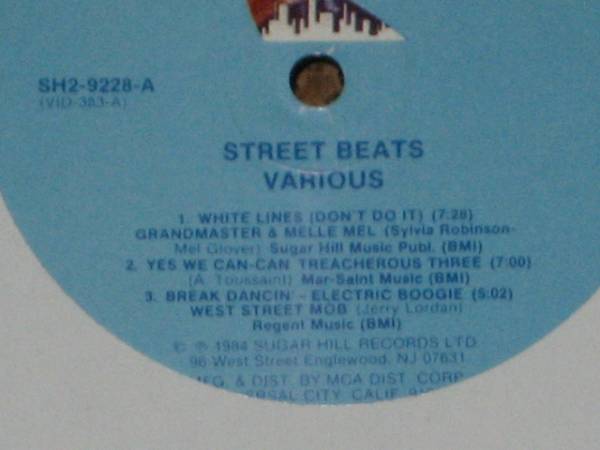 SH2-9228-A
(VID-383-A)
STREET BEATS
VARIOUS
1. WHITE LINES (DON'T DO IT) (7:28)
GRANDMASTER & MELLE MEL (Sylvia Robinson-
Mel Glover) Sugar Hill Music Publ. (BMI)
2. YES WE CAN-CAN TREACHEROUS THREE (7:00)
(A. Toussaint) Mar-Saint Music (BMI)
3. BREAK DANCIN' - ELECTRIC BOOGIE (5:02)
WEST STREET MOB (Jerry Lordan)
Regent Music (BMI)
© ℗ 1984 SUGAR HILL RECORDS LTD.
96 West Street Englewood, NJ 07631
MFG. & DIST. BY MCA DIST. CORP.
CITY, CALIF.